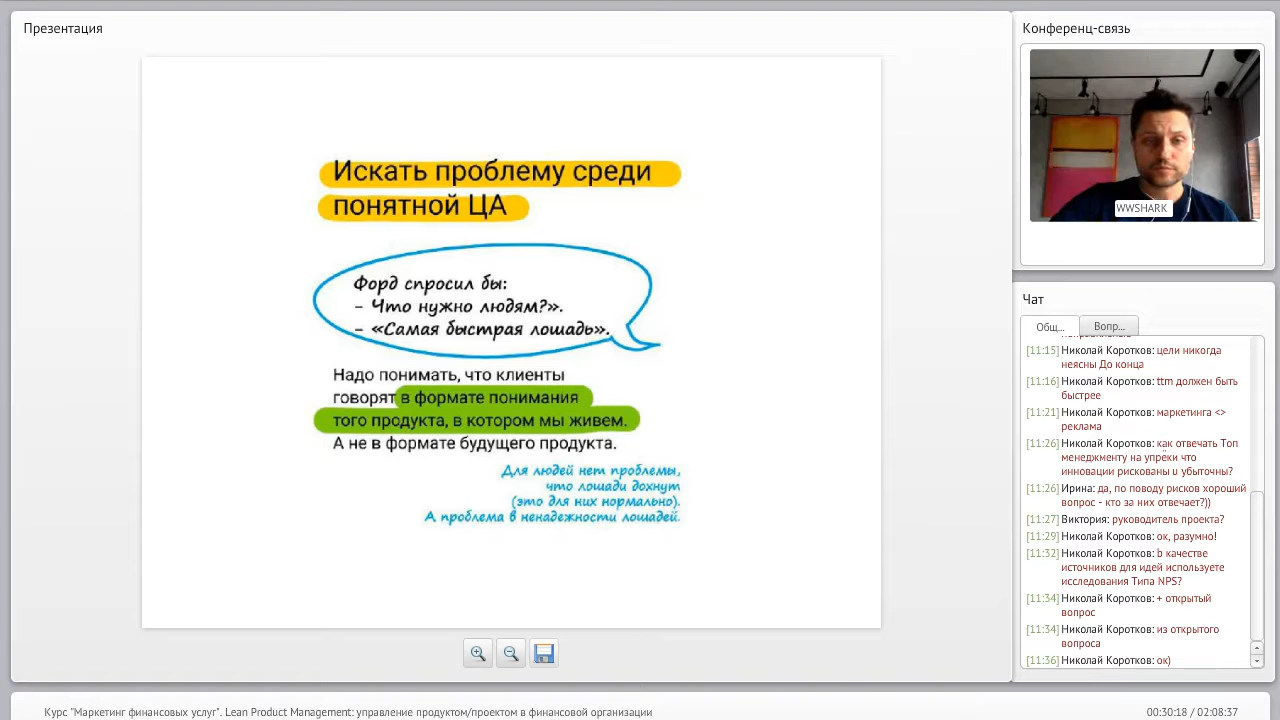 Презентация
Искать проблему среди
понятной ЦА
Форд спросил бы:
– Что нужно людям?».
– «Самая быстрая лошадь».
Надо понимать, что клиенты
говорят в формате понимания
того продукта, в котором мы живем.
А не в формате будущего продукта.
Для людей нет проблемы,
что лошади дохнут
(это для них нормально).
А проблема в ненадежности лошадей.
Конференц-связь
WWSHARK
Чат
Общ...
Вопр...
[11:15] Николай Коротков: цели никогда
неясны До конца
[11:16] Николай Коротков: ttm должен быть
быстрее
[11:21] Николай Коротков: маркетинга <>
реклама
[11:26] Николай Коротков: как отвечать Топ
менеджменту на упрёки что
инновации рискованы u убыточны?
[11:26] Ирина: да, по поводу рисков хороший
вопрос - кто за них отвечает?))
[11:27] Виктория: руководитель проекта?
[11:29] Николай Коротков: ок, разумно!
[11:32] Николай Коротков: b качестве
источников для идей используете
исследования Типа NPS?
[11:34] Николай Коротков: + открытый
вопрос
[11:34] Николай Коротков: из открытого
вопроса
[11:36] Николай Коротков: ок)
Курс "Маркетинг финансовых услуг". Lean Product Management: управление продуктом/проектом в финансовой организации
00:30:18 / 02:08:37